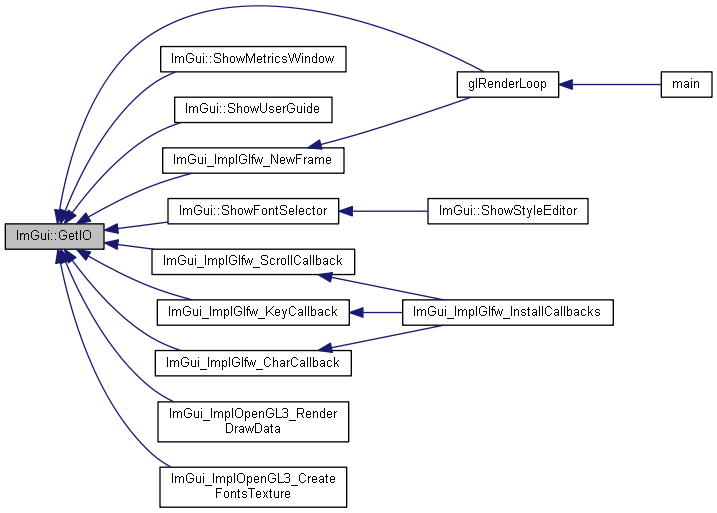 ImGui::ShowMetricsWindow
glRenderLoop
main
ImGui::ShowUserGuide
ImGui_ImplGlfw_NewFrame
ImGui::ShowFontSelector
ImGui::ShowStyleEditor
ImGui::GetIO
ImGui_ImplGlfw_ScrollCallback
ImGui_ImplGlfw_KeyCallback
ImGui_ImplGlfw_InstallCallbacks
ImGui_ImplGlfw_CharCallback
ImGui_ImplOpenGL3_Render
DrawData
ImGui_ImplOpenGL3_Create
FontsTexture